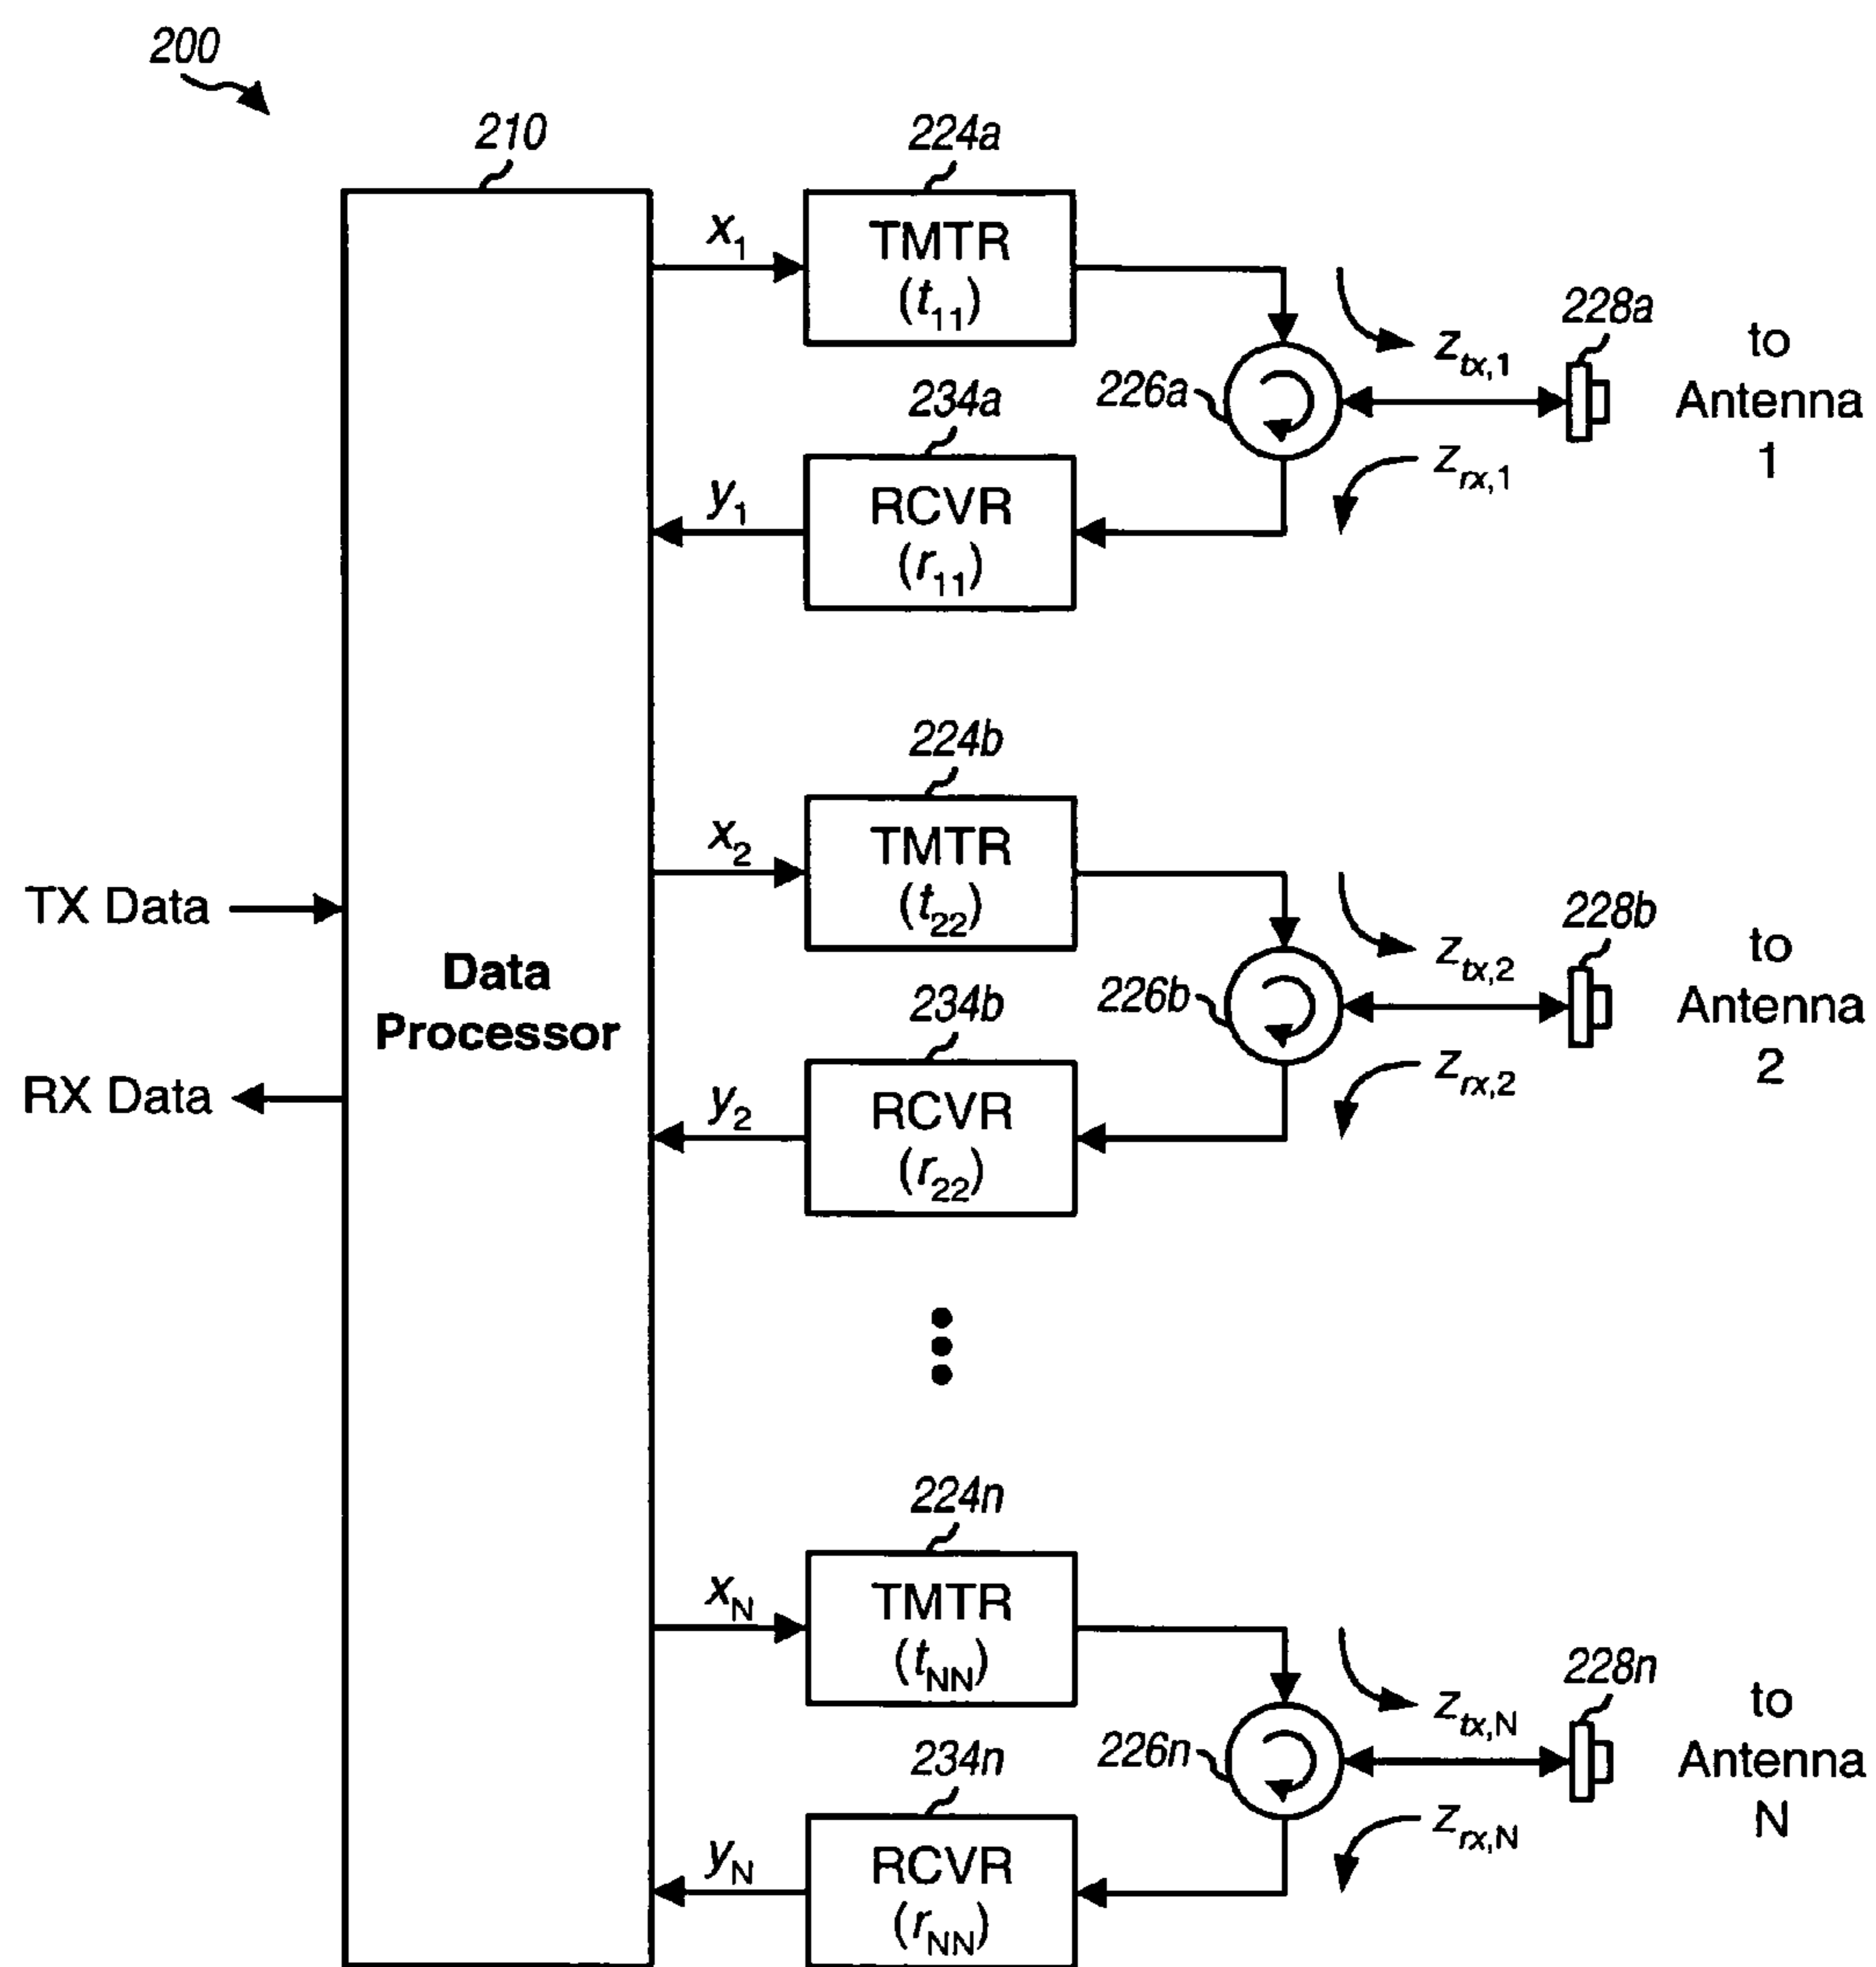 200
210
224a
x1
TMTR
(t11)
228a
to
Antenna
1
ztx,1
226a
234a
zrx,1
y1
RCVR
(r11)
224b
x2
TMTR
(t22)
TX Data
228b
to
Antenna
2
ztx,2
Data
Processor
226b
234b
zrx,2
RX Data
y2
RCVR
(r22)
224n
xN
TMTR
(tNN)
228n
to
Antenna
N
ztx,N
226n
234n
zrx,N
yN
RCVR
(rNN)